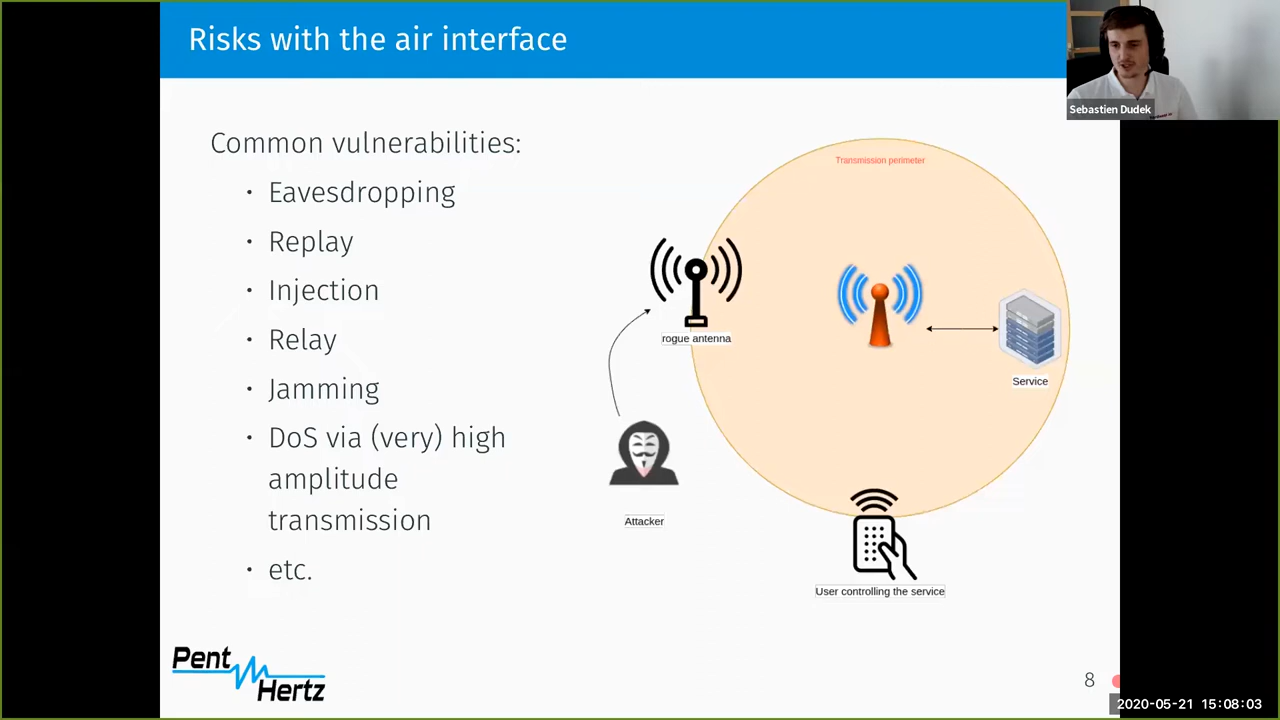 Risks with the air interface
Sebastien Dudek
Common vulnerabilities:
• Eavesdropping
• Replay
• Injection
• Relay
• Jamming
• DoS via (very) high
amplitude
transmission
• etc.
Transmission perimeter
rogue antenna
Service
Attacker
User controlling the service
Pent
Hertz
8
2020-05-21 15:08:03